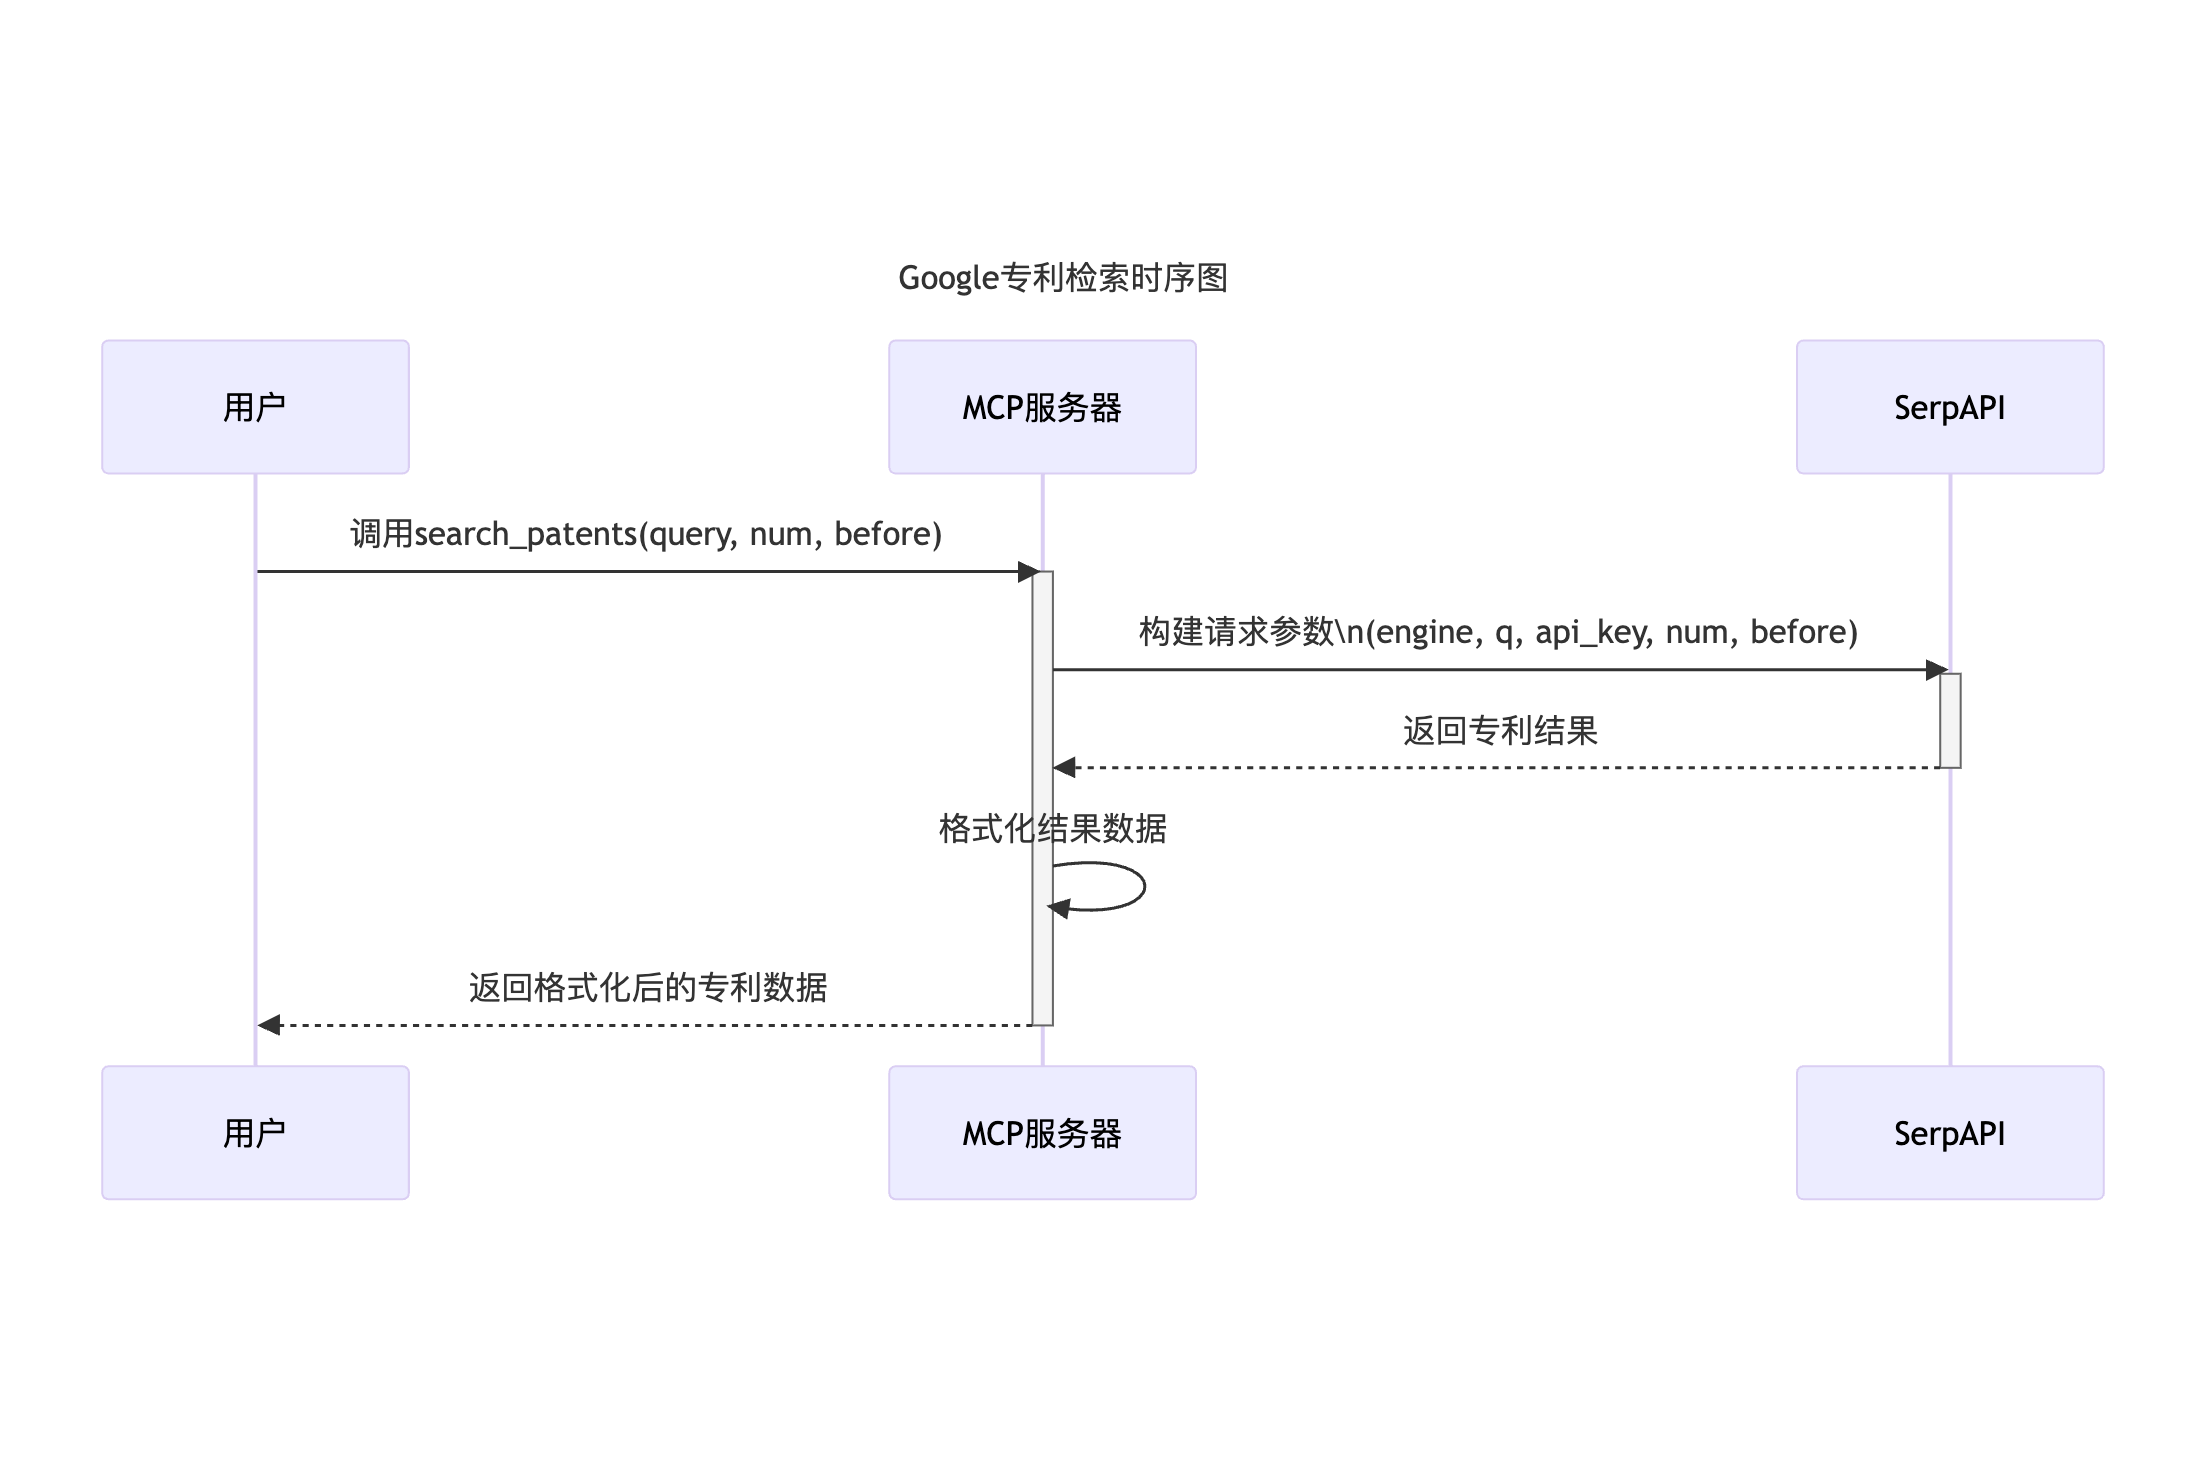 Google专利检索时序图
用户
MCP服务器
SerpAPI
调用search_patents(query, num, before)
构建请求参数\n(engine, q, api_key, num, before)
返回专利结果
格式化结果数据
返回格式化后的专利数据
用户
MCP服务器
SerpAPI